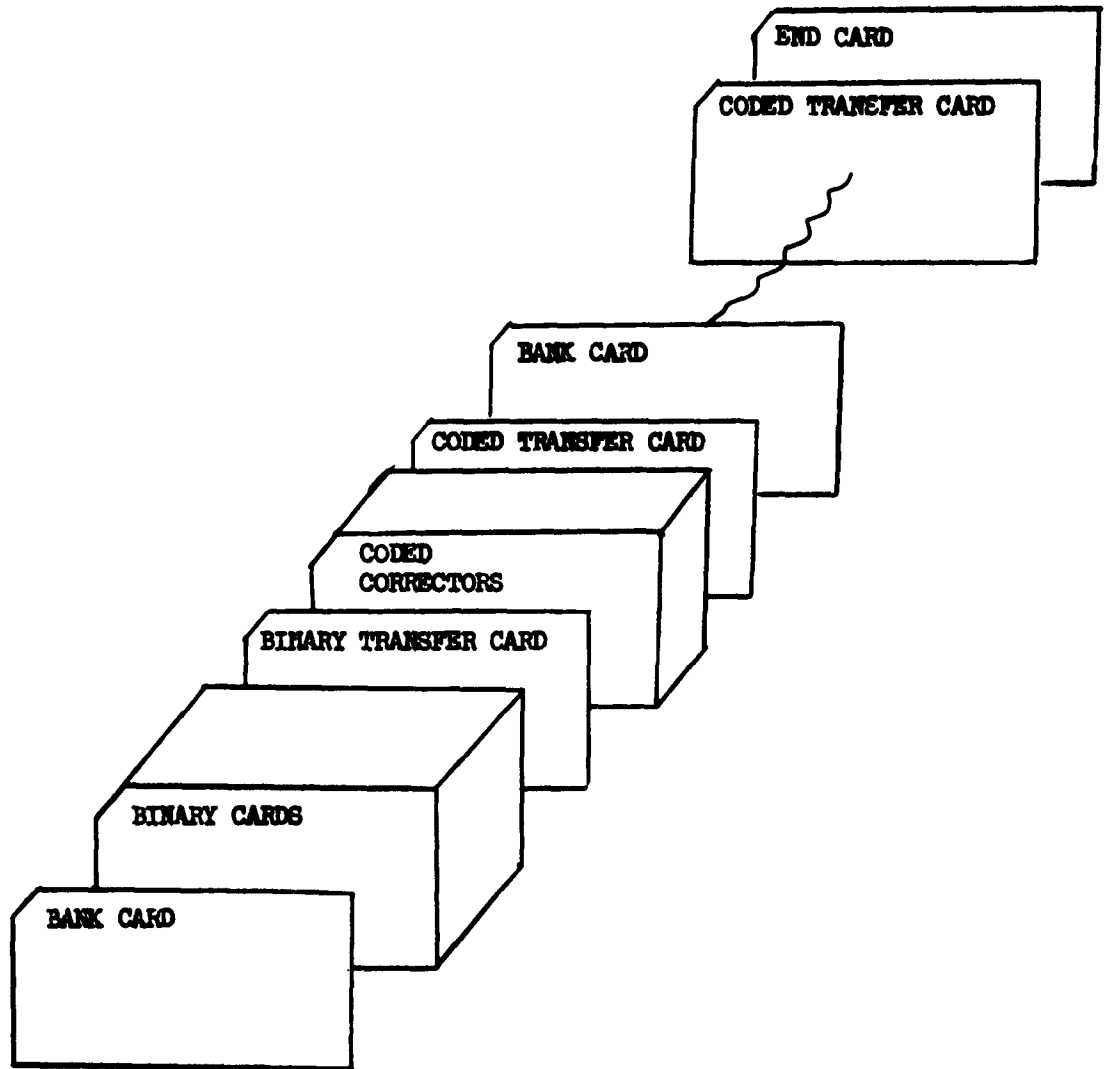 END CARD
CODED TRANSFER CARD
BANK CARD
CODED TRANSFER CARD
CODED
CORRECTORS
BINARY TRANSFER CARD
BINARY CARDS
BANK CARD